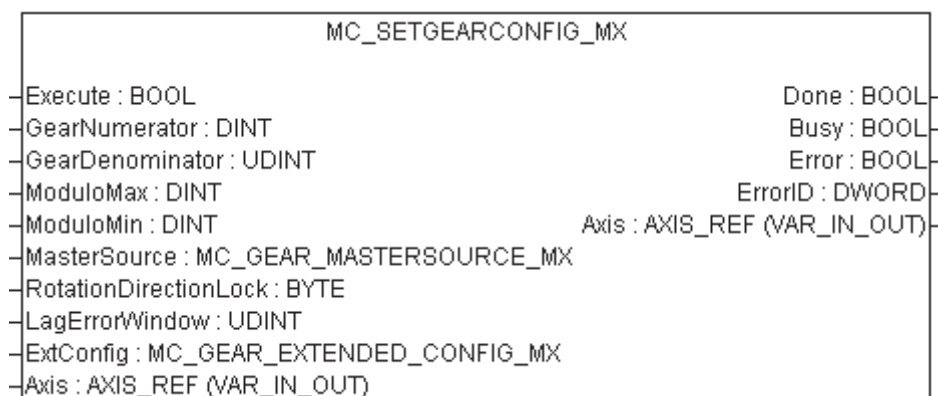 MC_SETGEARCONFIG_MX
Execute : BOOL Done : BOOL
GearNumerator : DINT Busy : BOOL
GearDenominator : UDINT Error : BOOL
ModuloMax : DINT ErrorID : DWORD
ModuloMin : DINT Axis : AXIS_REF (VAR_IN_OUT)
MasterSource : MC_GEAR_MASTERSOURCE_MX
RotationDirectionLock : BYTE
LagErrorWindow : UDINT
ExtConfig : MC_GEAR_EXTENDED_CONFIG_MX
Axis : AXIS_REF (VAR_IN_OUT)